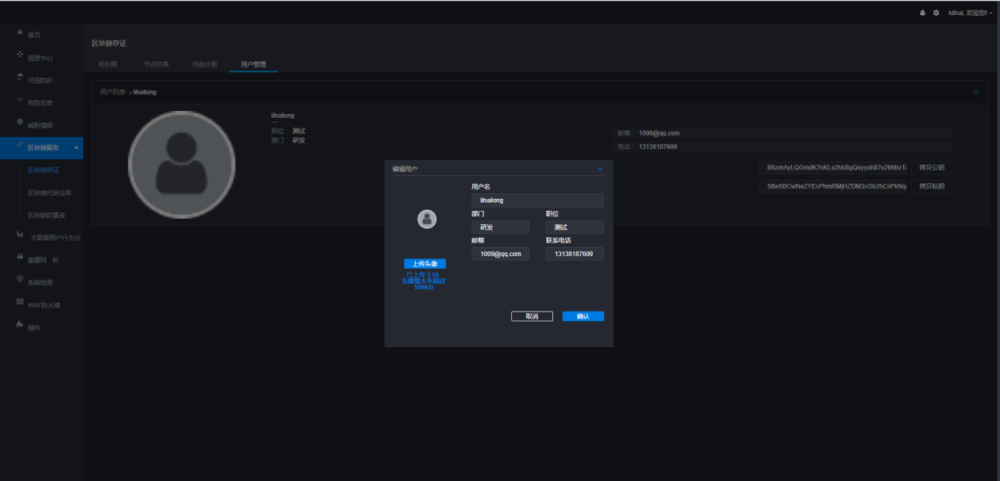 klihai, 欢迎您!
首页
信息中心
可信防护
攻防态势
威胁情报
区块链服务
区块链存证
区块链代码仓库
区块链防篡改
大数据用户行为分
蜜罐网 析
系统检测
WAF防火墙
插件
区块链存证
拓扑图 节点列表 当前交易 用户管理
用户列表 › lihailong
lihailong
职位: 测试
部门: 研发
邮箱: 1009@qq.com
电话: 13138187609
拷贝公钥
拷贝私钥
编辑用户 ×
用户名
lihailong
部门 职位
研发 测试
邮箱 联系电话
1009@qq.com 13138187609
上传头像
已上传 0 kb
头像最大不超过
100KB
取消 确认